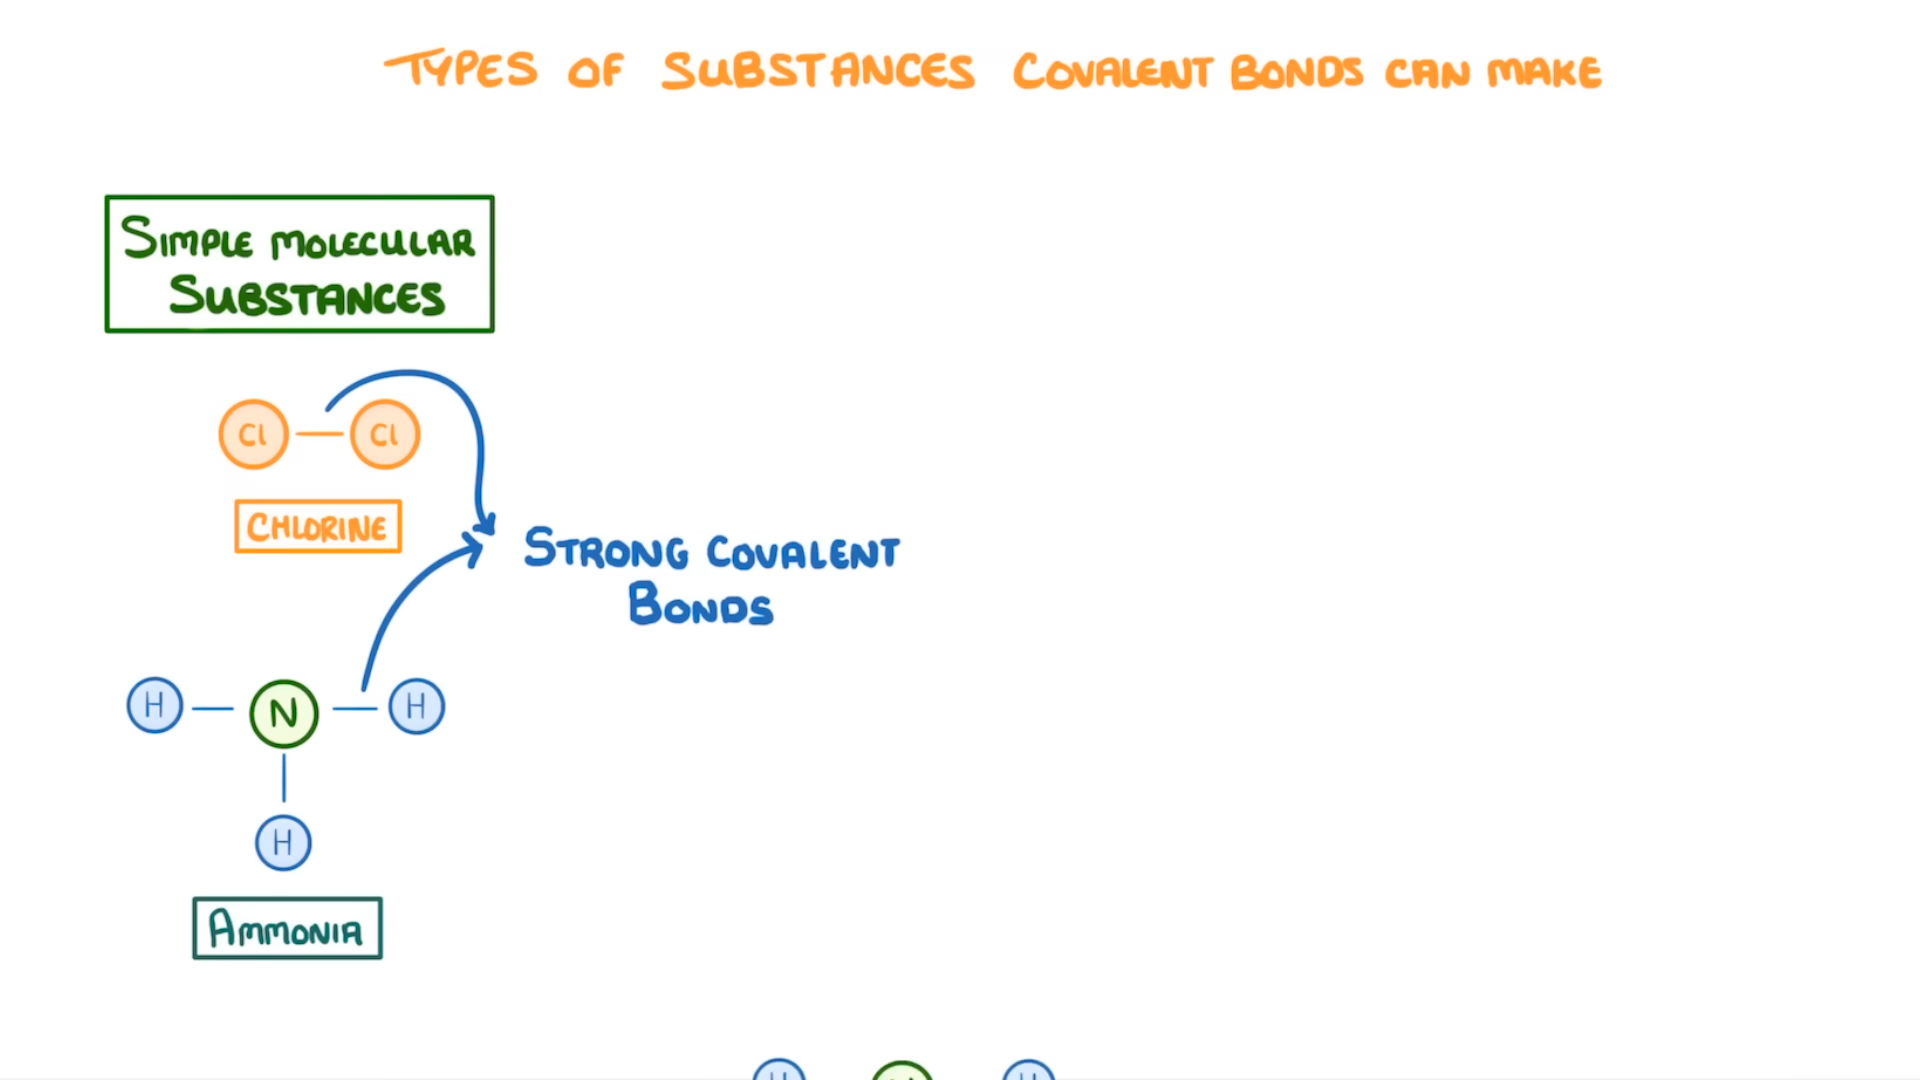 TYPES OF SUBSTANCES COVALENT BONDS CAN MAKE
SIMPLE MOLECULAR
SUBSTANCES
Cl Cl
CHLORINE
STRONG COVALENT
BONDS
H N H
H
AMMONIA